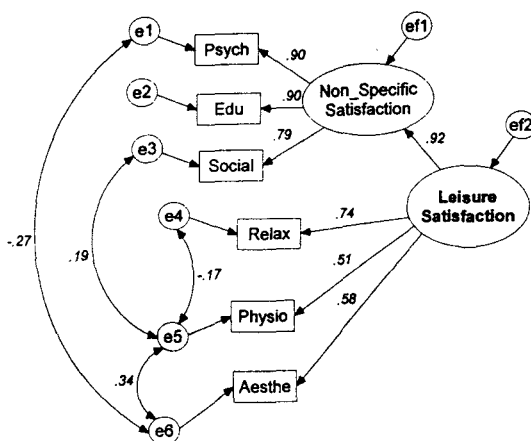 e1
Psych
.90
ef1
e2
Edu
.90
Non_Specific
Satisfaction
ef2
e3
Social
.79
.92
Leisure
Satisfaction
e4
Relax
.74
-.27
.19
-.17
.51
e5
Physio
.58
.34
Aesthe
e6